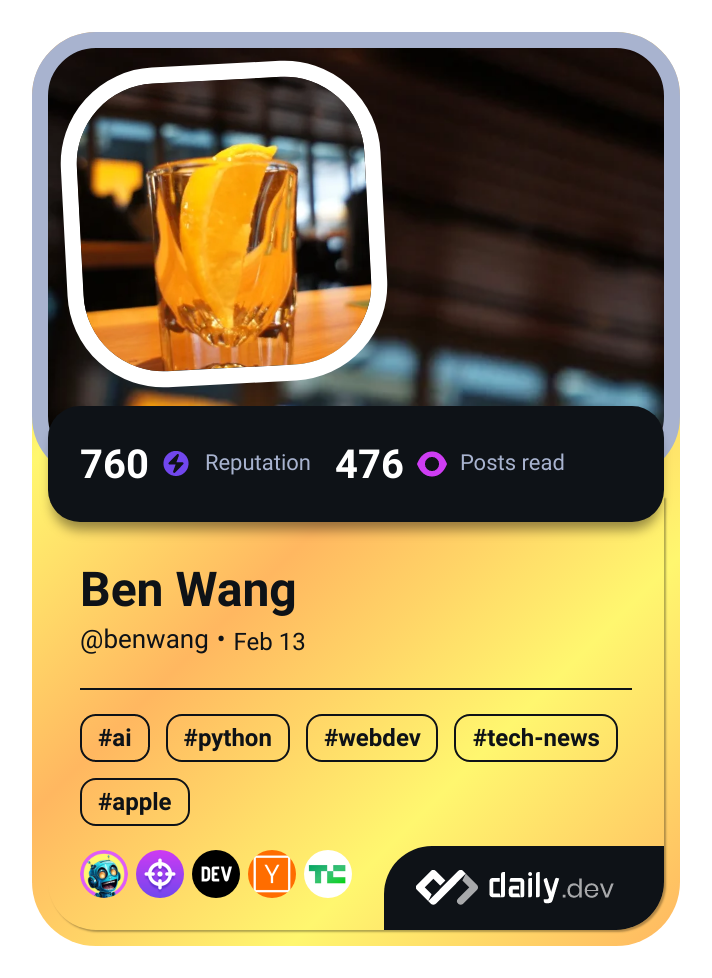 760 Reputation 476 Posts read
Ben Wang
@benwang • Feb 13
#ai #python #webdev #tech-news
#apple
DEV Y TC daily.dev